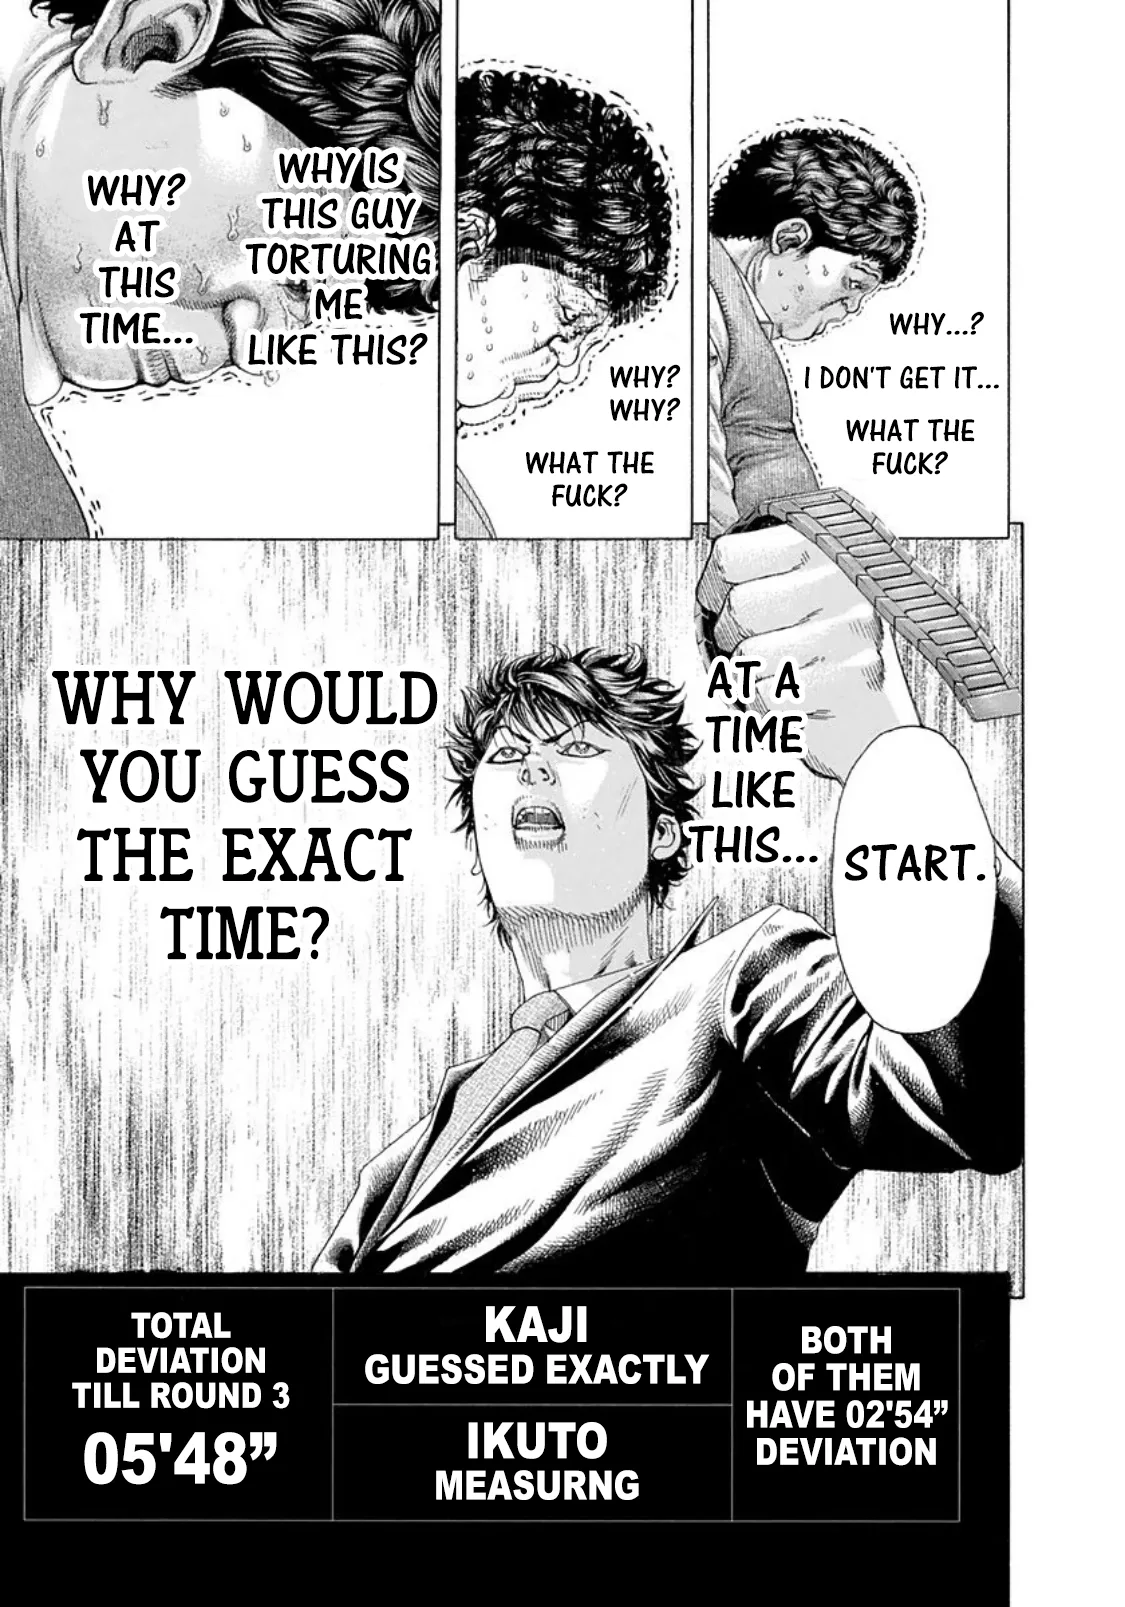 WHY...?
I DON'T GET IT...
WHAT THE
FUCK?
WHY?
WHY?
WHAT THE
FUCK?
WHY IS
THIS GUY
TORTURING
ME
LIKE THIS?
WHY?
AT
THIS
TIME...
START.
AT A
TIME
LIKE
THIS...
WHY WOULD
YOU GUESS
THE EXACT
TIME?
TOTAL
DEVIATION
TILL ROUND 3
05'48”
KAJI
GUESSED EXACTLY
IKUTO
MEASURNG
BOTH
OF THEM
HAVE 02'54”
DEVIATION